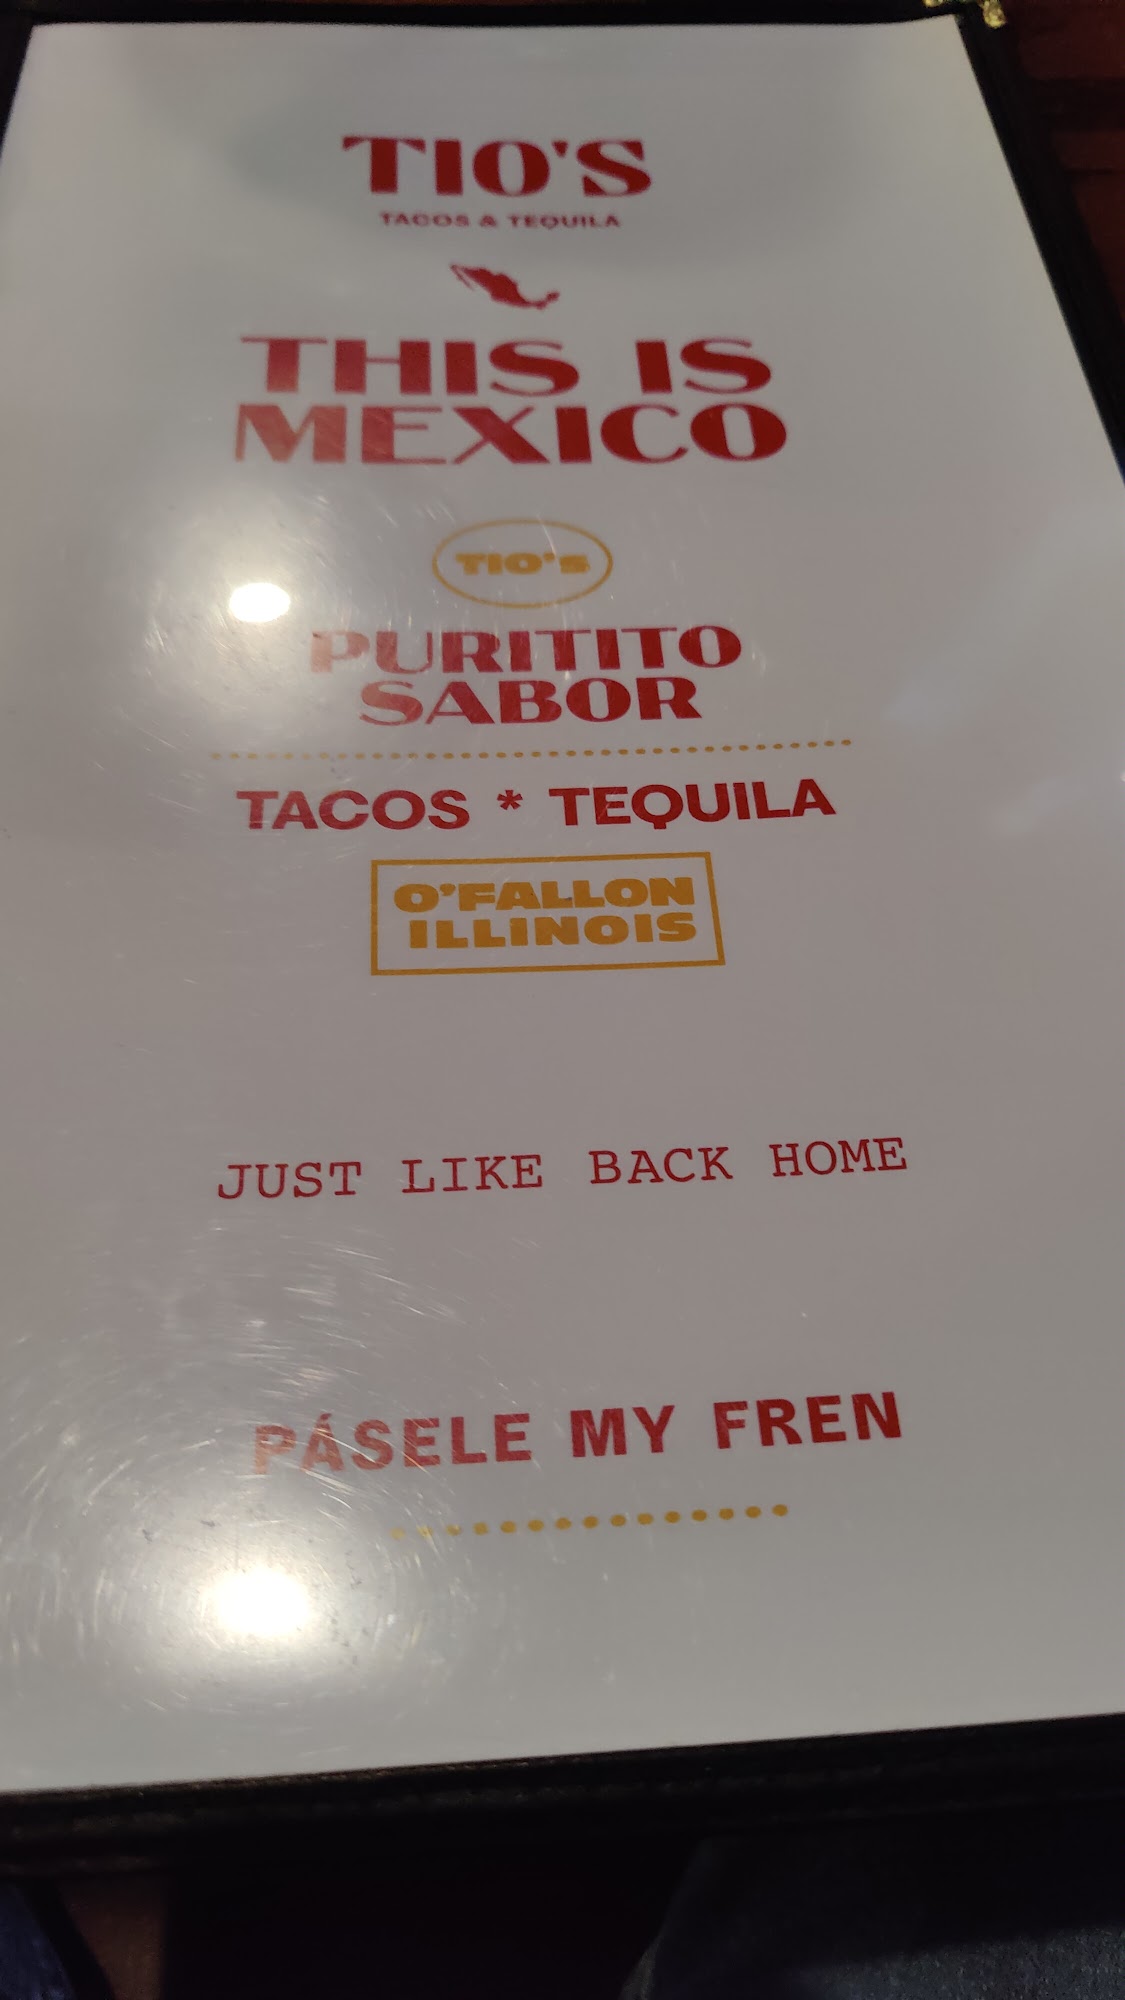 TIO'S
TACOS & TEQUILA
THIS IS
MEXICO
TIO'S
PURITITO
SABOR
TACOS * TEQUILA
O'FALLON
ILLINOIS
JUST LIKE BACK HOME
PÁSELE MY FREN